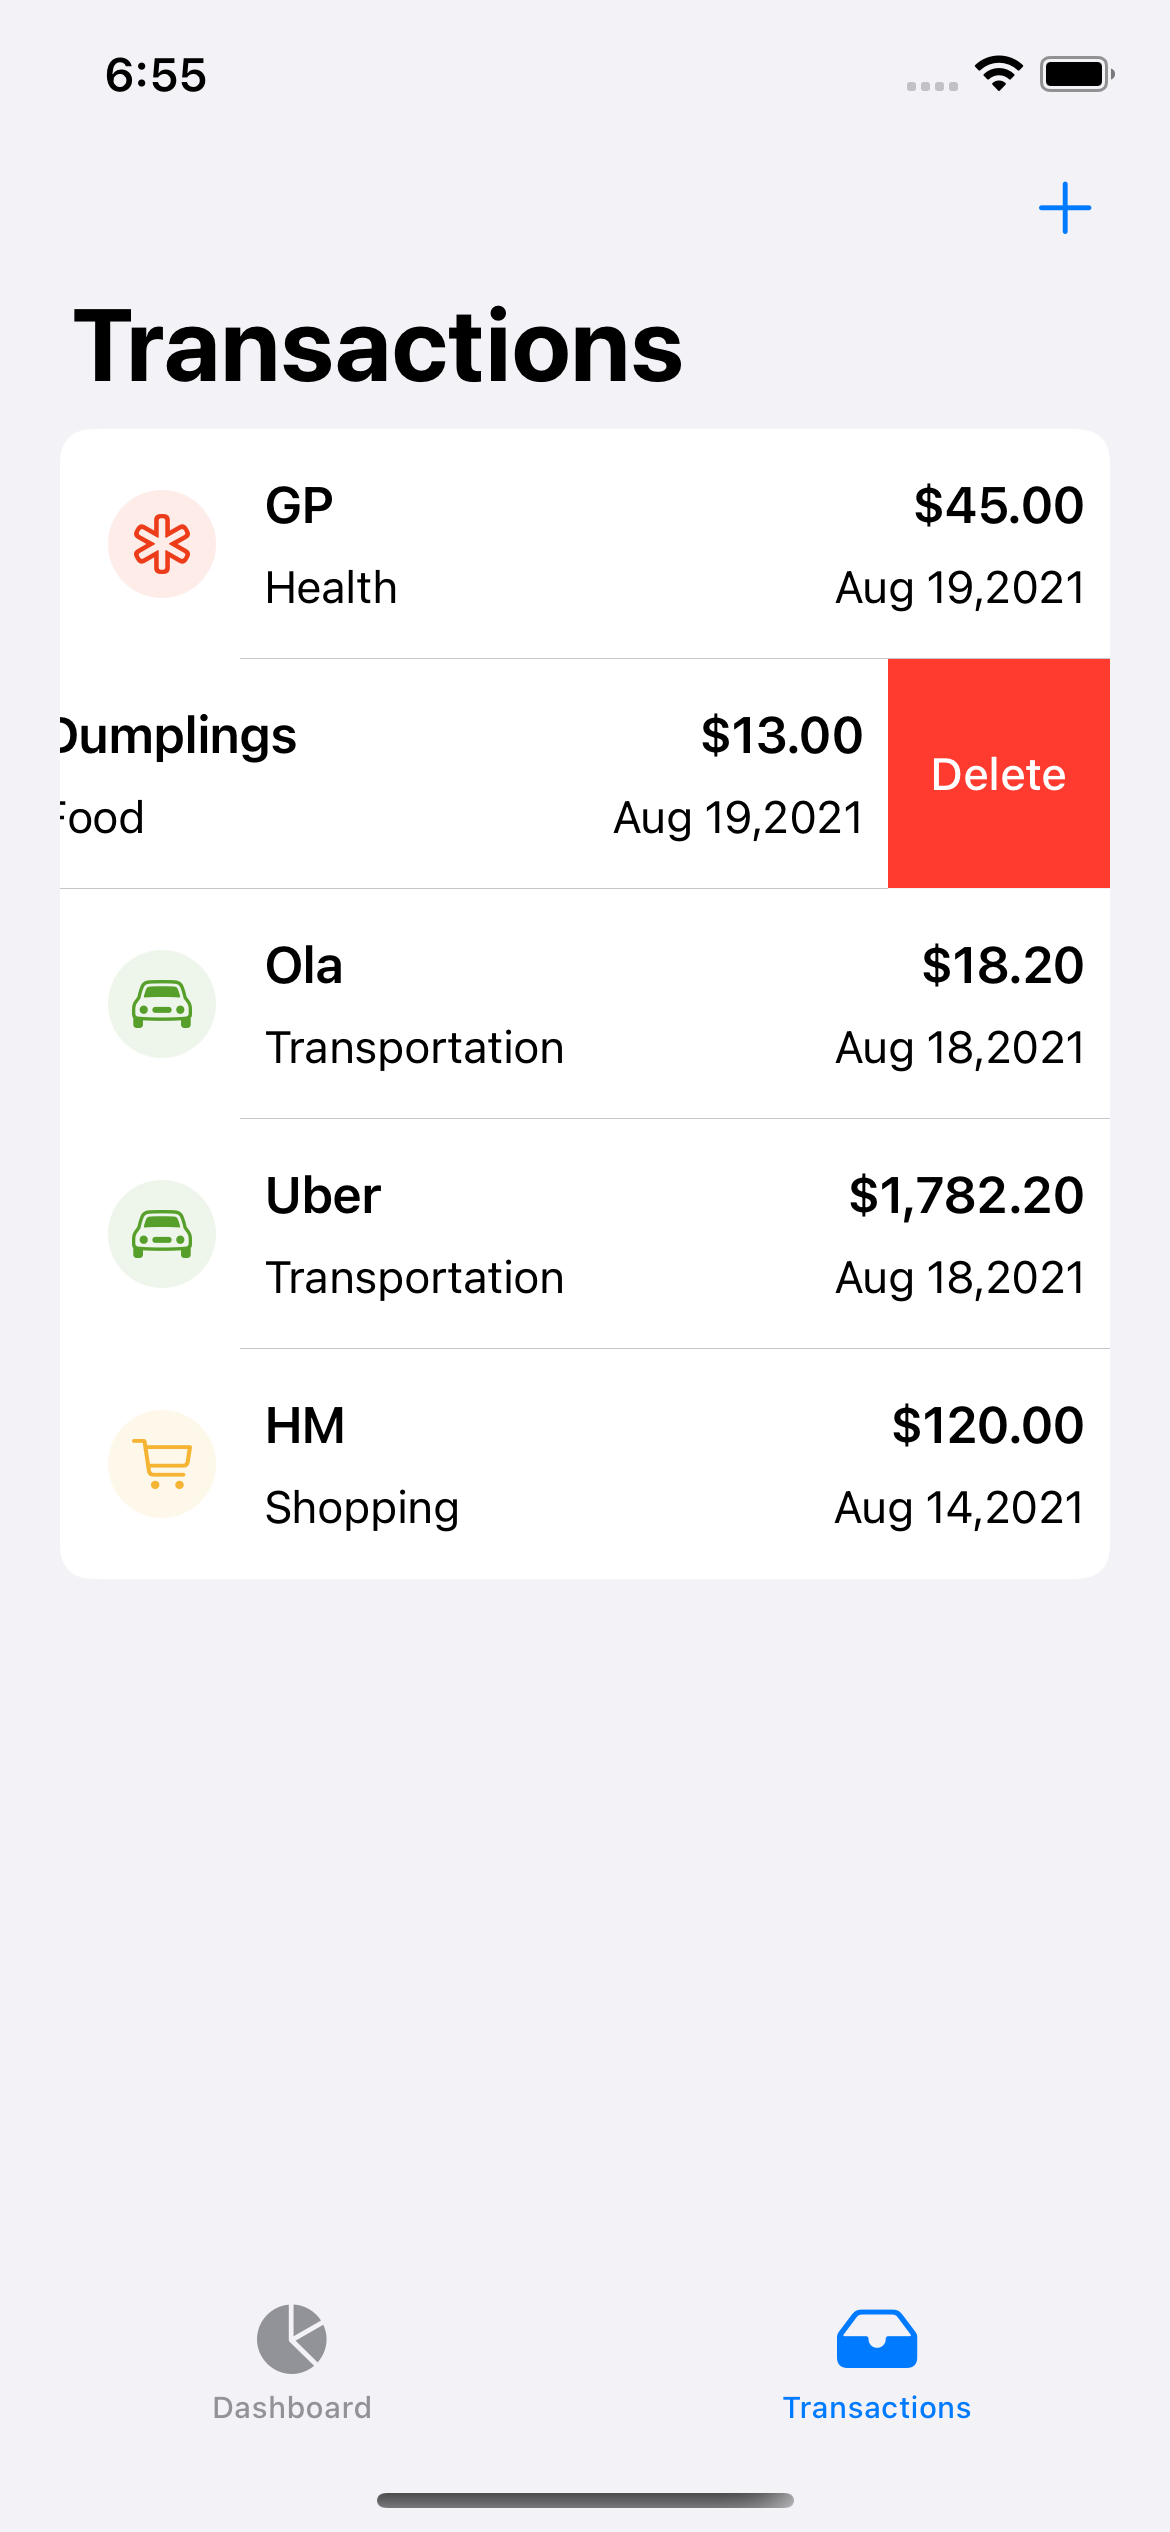 6:55
Transactions
GP $45.00
Health Aug 19,2021
Dumplings $13.00
Food Aug 19,2021
Delete
Ola $18.20
Transportation Aug 18,2021
Uber $1,782.20
Transportation Aug 18,2021
HM $120.00
Shopping Aug 14,2021
Dashboard Transactions